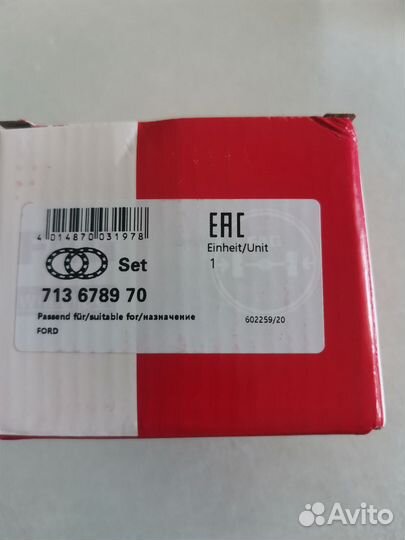 4 014870 031978
EAC
Einheit/Unit
1
Set
713 6789 70
Passend für/suitable for/назначение
FORD
602259/20
Avito